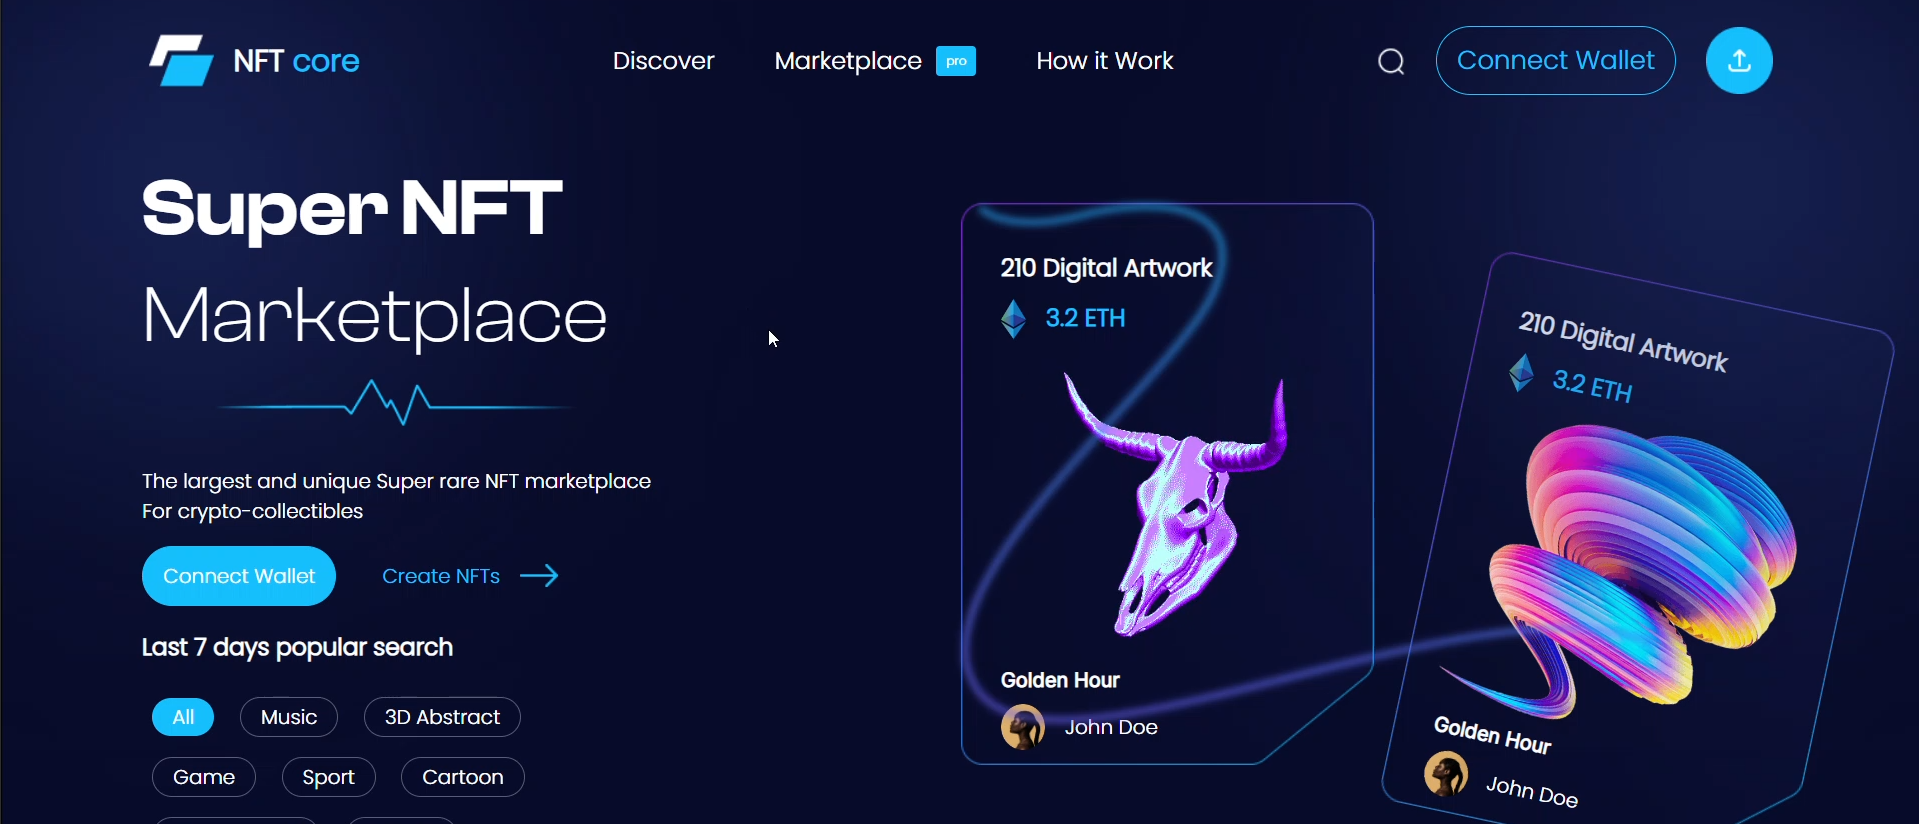 NFT core
Discover
Marketplace pro
How it Work
Connect Wallet
Super NFT
Marketplace
The largest and unique Super rare NFT marketplace
For crypto-collectibles
Connect Wallet
Create NFTs
Last 7 days popular search
All
Music
3D Abstract
Game
Sport
Cartoon
210 Digital Artwork
3.2 ETH
Golden Hour
John Doe
210 Digital Artwork
3.2 ETH
Golden Hour
John Doe